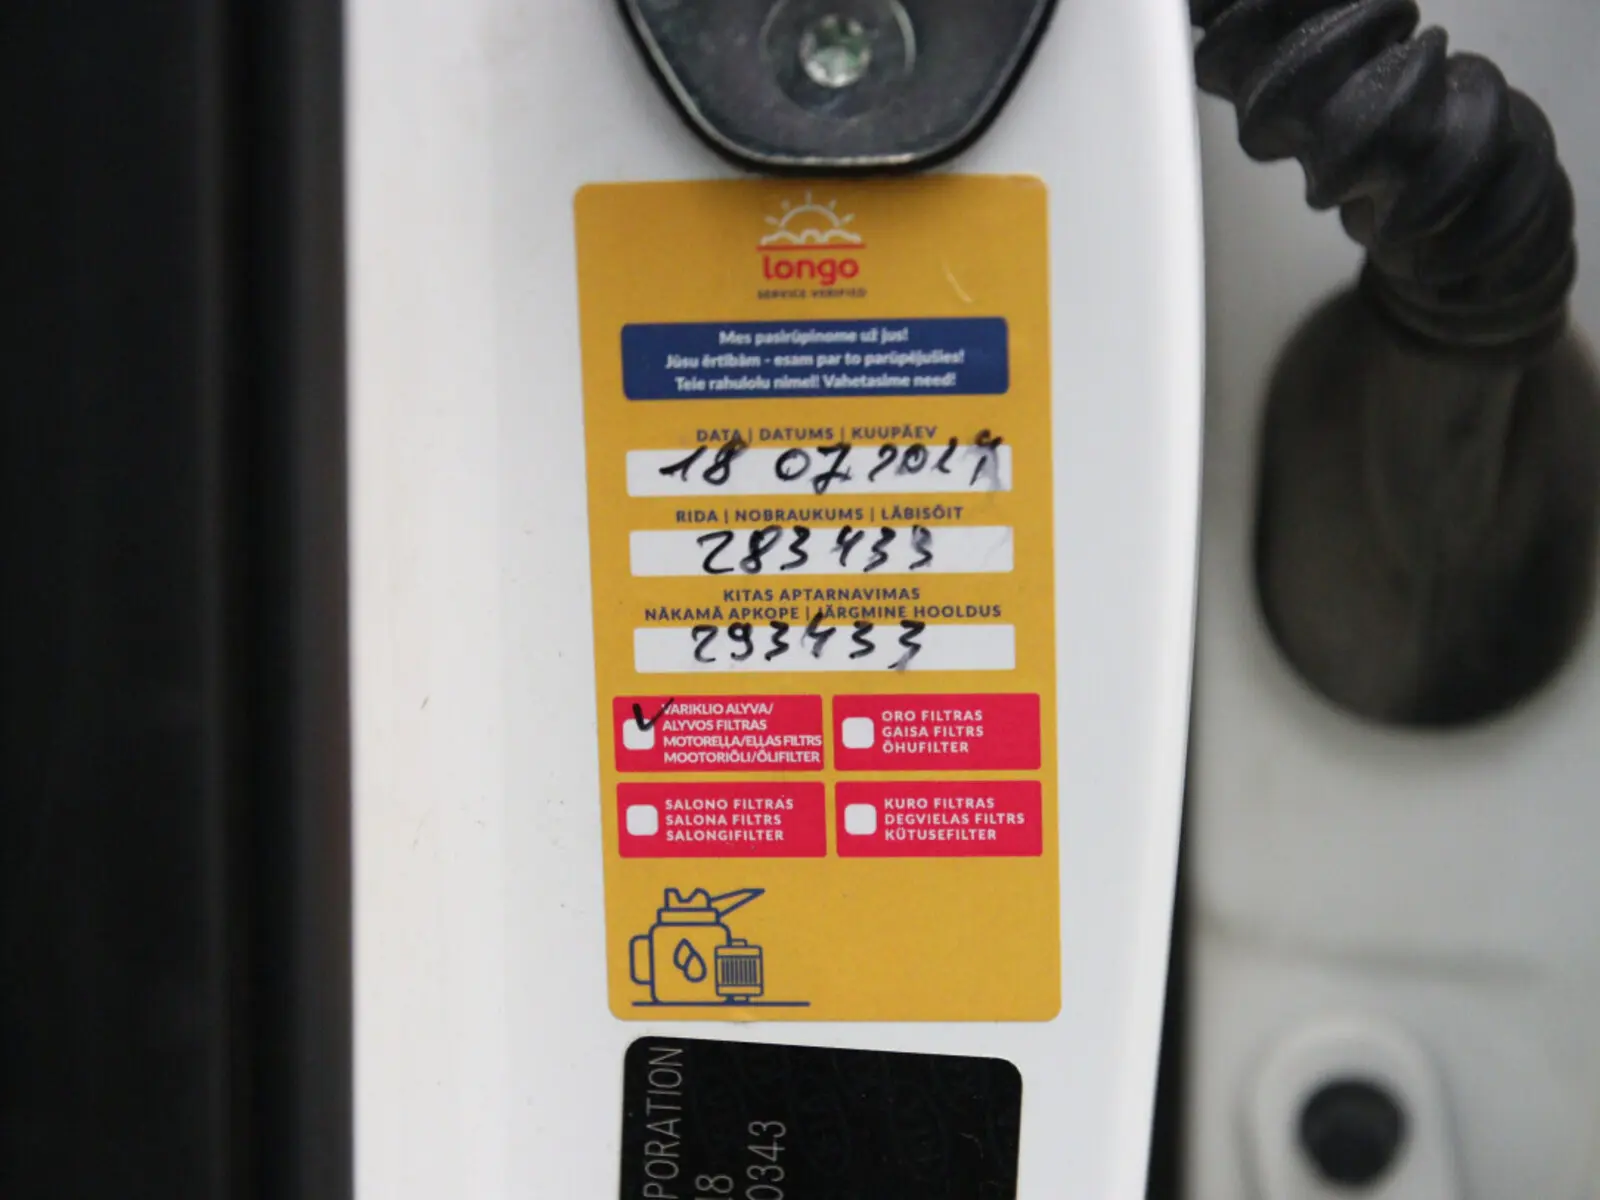 longo
SERVICE VERIFIED
Mes pasirūpinome už jus!
Jūsu ērtībām - esam par to parūpējušies!
Teie rahulolu nimel! Vahetasime need!
DATA | DATUMS | KUUPÄEV
18 07 2024
RIDA | NOBRAUKUMS | LÄBISÕIT
283433
KITAS APTARNAVIMAS
NĀKAMĀ APKOPE | JÄRGMINE HOOLDUS
293433
VARIKLIO ALYVA/
ALYVOS FILTRAS
MOTOREĻĻA/EĻĻAS FILTRS
MOOTORIÕLI/ÕLIFILTER
ORO FILTRAS
GAISA FILTRS
ÕHUFILTER
SALONO FILTRAS
SALONA FILTRS
SALONGIFILTER
KURO FILTRAS
DEGVIELAS FILTRS
KÜTUSEFILTER
PORATION
18
0343